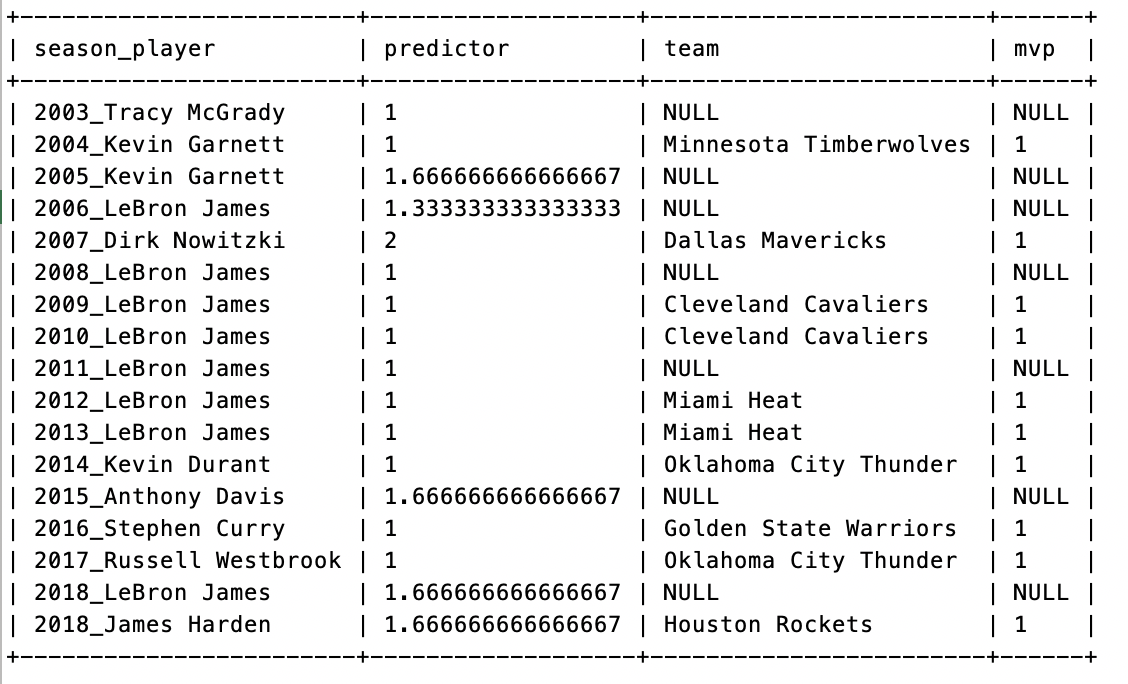 +------------------------+-------------------+------------------------+------+
| season_player          | predictor         | team                   | mvp  |
+------------------------+-------------------+------------------------+------+
| 2003_Tracy McGrady     | 1                 | NULL                   | NULL |
| 2004_Kevin Garnett     | 1                 | Minnesota Timberwolves | 1    |
| 2005_Kevin Garnett     | 1.666666666666667 | NULL                   | NULL |
| 2006_LeBron James      | 1.333333333333333 | NULL                   | NULL |
| 2007_Dirk Nowitzki     | 2                 | Dallas Mavericks       | 1    |
| 2008_LeBron James      | 1                 | NULL                   | NULL |
| 2009_LeBron James      | 1                 | Cleveland Cavaliers    | 1    |
| 2010_LeBron James      | 1                 | Cleveland Cavaliers    | 1    |
| 2011_LeBron James      | 1                 | NULL                   | NULL |
| 2012_LeBron James      | 1                 | Miami Heat             | 1    |
| 2013_LeBron James      | 1                 | Miami Heat             | 1    |
| 2014_Kevin Durant      | 1                 | Oklahoma City Thunder  | 1    |
| 2015_Anthony Davis     | 1.666666666666667 | NULL                   | NULL |
| 2016_Stephen Curry     | 1                 | Golden State Warriors  | 1    |
| 2017_Russell Westbrook | 1                 | Oklahoma City Thunder  | 1    |
| 2018_LeBron James      | 1.666666666666667 | NULL                   | NULL |
| 2018_James Harden      | 1.666666666666667 | Houston Rockets        | 1    |
+------------------------+-------------------+------------------------+------+